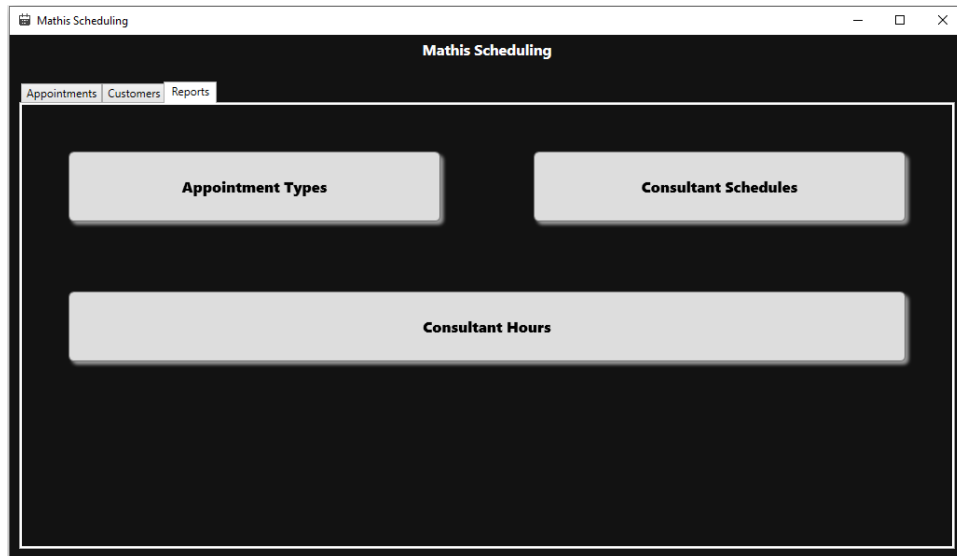 Mathis Scheduling
Mathis Scheduling
Appointments Customers Reports
Appointment Types Consultant Schedules
Consultant Hours